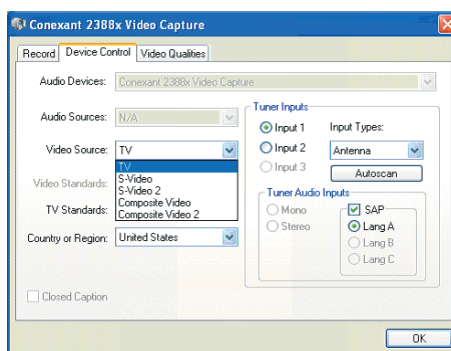 Conexant 2388x Video Capture
Record Device Control Video Qualities
Audio Devices: Conexant 2388x Video Capture
Audio Sources: N/A
Video Source: TV
TV
S-Video
S-Video 2
Composite Video
Composite Video 2
Video Standards:
TV Standards:
Country or Region: United States
Closed Caption
Tuner Inputs
Input 1
Input 2
Input 3
Input Types:
Antenna
Autoscan
Tuner Audio Inputs
Mono
Stereo
SAP
Lang A
Lang B
Lang C
OK